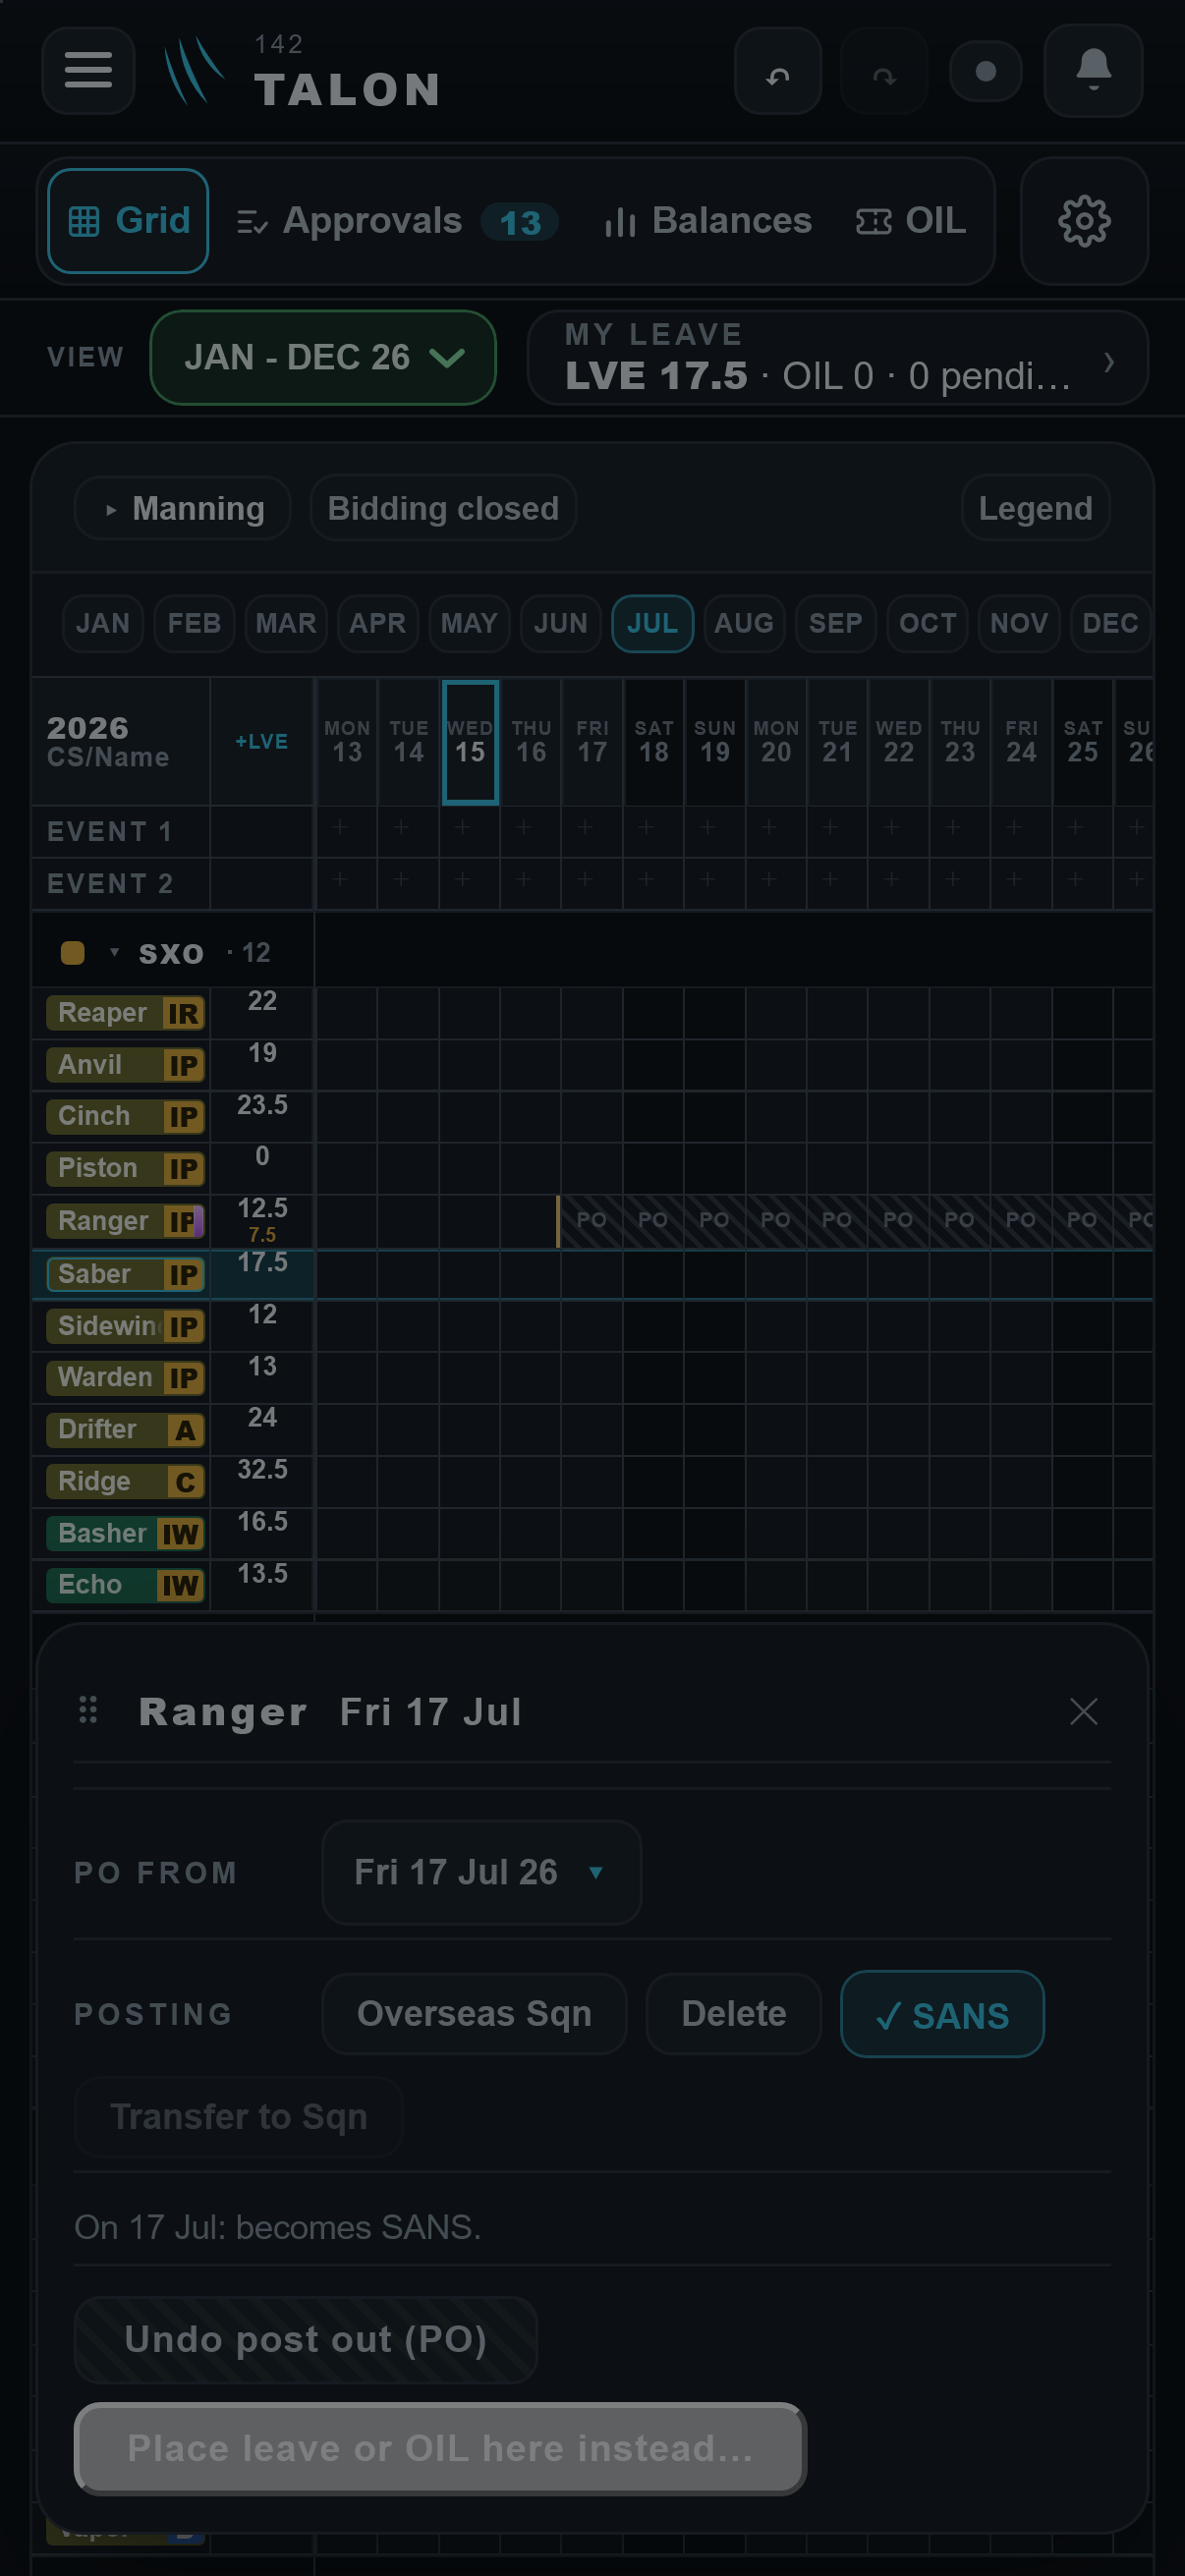 142
TALON
Grid Approvals 13 Balances OIL
VIEW JAN - DEC 26
MY LEAVE
LVE 17.5 · OIL 0 · 0 pendi…
Manning Bidding closed Legend
JAN FEB MAR APR MAY JUN JUL AUG SEP OCT NOV DEC
2026
CS/Name
+LVE
MON TUE WED THU FRI SAT SUN MON TUE WED THU FRI SAT SU
13 14 15 16 17 18 19 20 21 22 23 24 25 26
EVENT 1 + + + + + + + + + + + + + +
EVENT 2 + + + + + + + + + + + + + +
SXO · 12
Reaper IR 22
Anvil IP 19
Cinch IP 23.5
Piston IP 0
Ranger IP 12.5 PO PO PO PO PO PO PO PO PO PO
7.5
Saber IP 17.5
Sidewin IP 12
Warden IP 13
Drifter A 24
Ridge C 32.5
Basher IW 16.5
Echo IW 13.5
Ranger Fri 17 Jul
PO FROM Fri 17 Jul 26
POSTING Overseas Sqn Delete ✓ SANS
Transfer to Sqn
On 17 Jul: becomes SANS.
Undo post out (PO)
Place leave or OIL here instead…